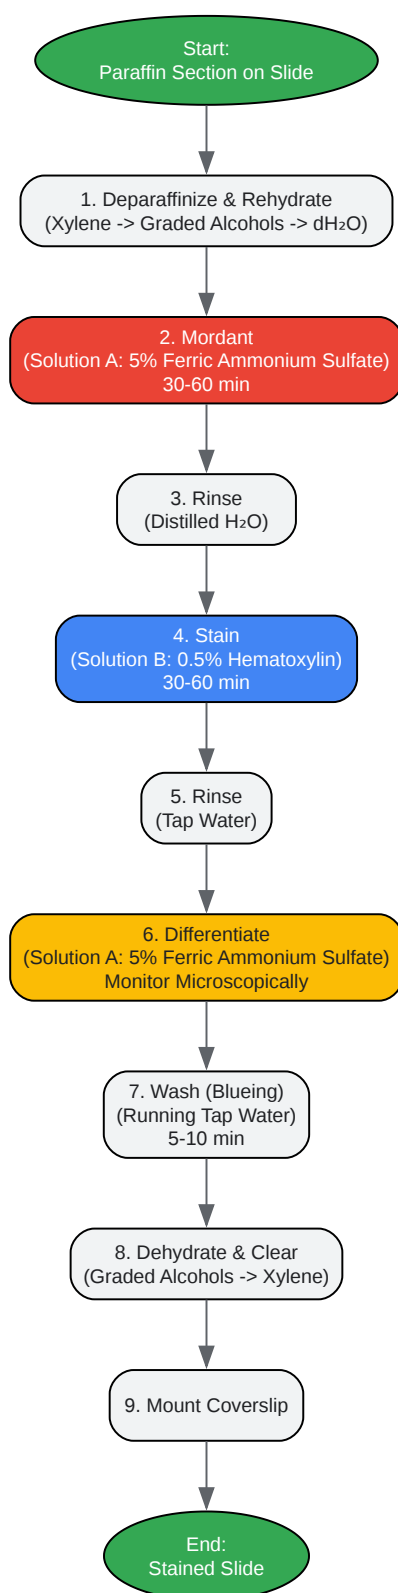 Start:
Paraffin Section on Slide
1. Deparaffinize & Rehydrate
(Xylene -> Graded Alcohols -> dH₂O)
2. Mordant
(Solution A: 5% Ferric Ammonium Sulfate)
30-60 min
3. Rinse
(Distilled H₂O)
4. Stain
(Solution B: 0.5% Hematoxylin)
30-60 min
5. Rinse
(Tap Water)
6. Differentiate
(Solution A: 5% Ferric Ammonium Sulfate)
Monitor Microscopically
7. Wash (Blueing)
(Running Tap Water)
5-10 min
8. Dehydrate & Clear
(Graded Alcohols -> Xylene)
9. Mount Coverslip
End:
Stained Slide